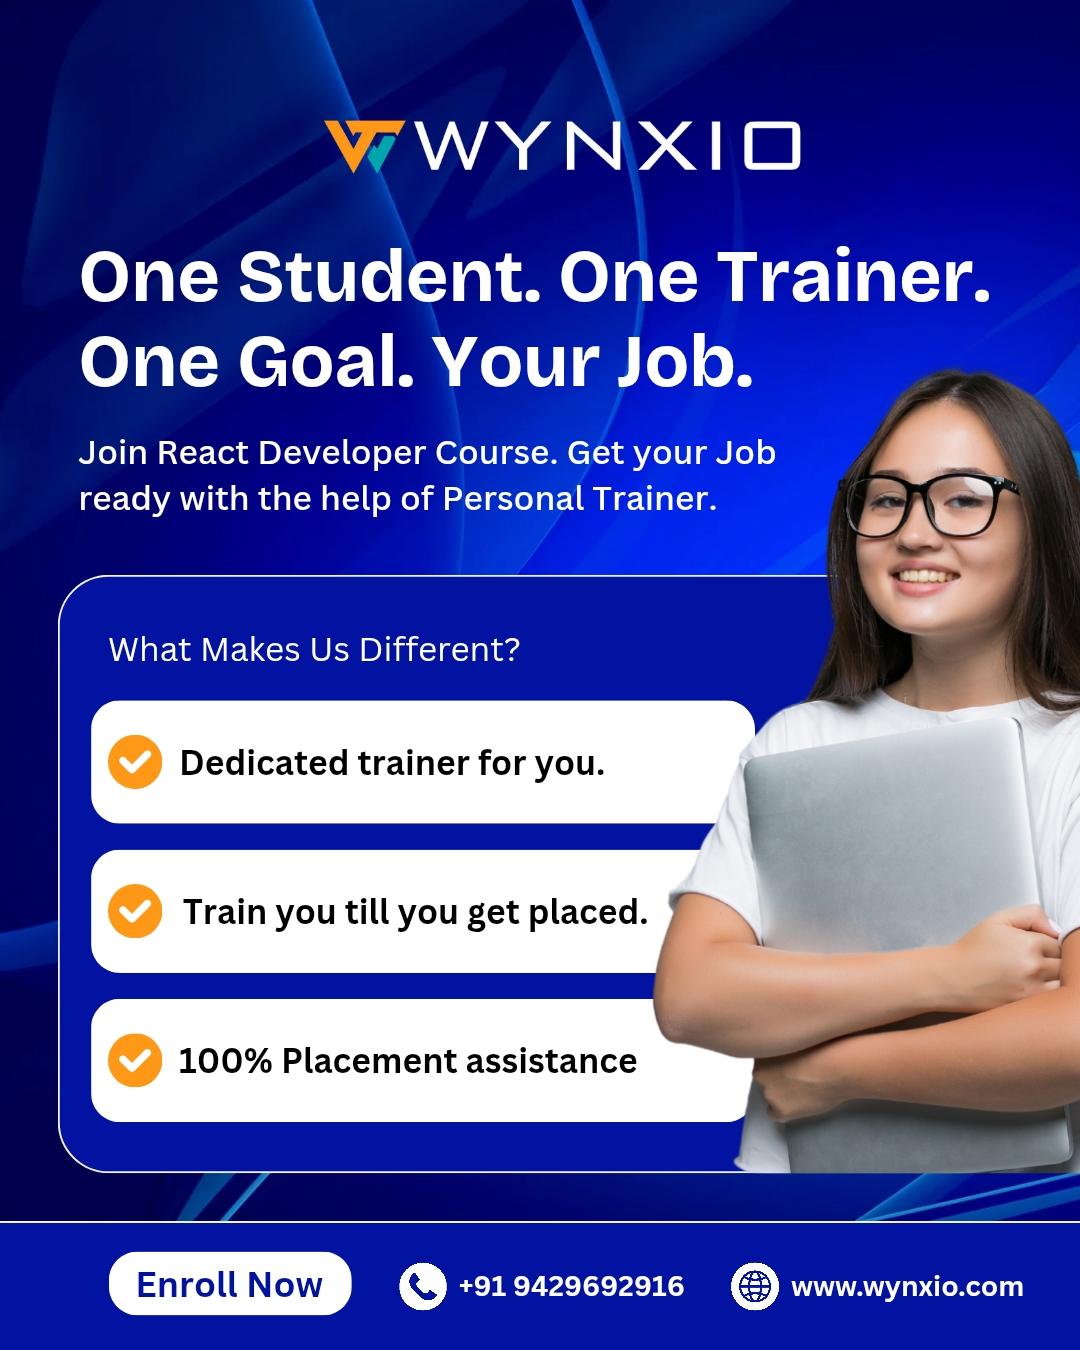 WYNXIO
One Student. One Trainer.
One Goal. Your Job.
Join React Developer Course. Get your Job
ready with the help of Personal Trainer.
What Makes Us Different?
Dedicated trainer for you.
Train you till you get placed.
100% Placement assistance
Enroll Now
+91 9429692916
www.wynxio.com